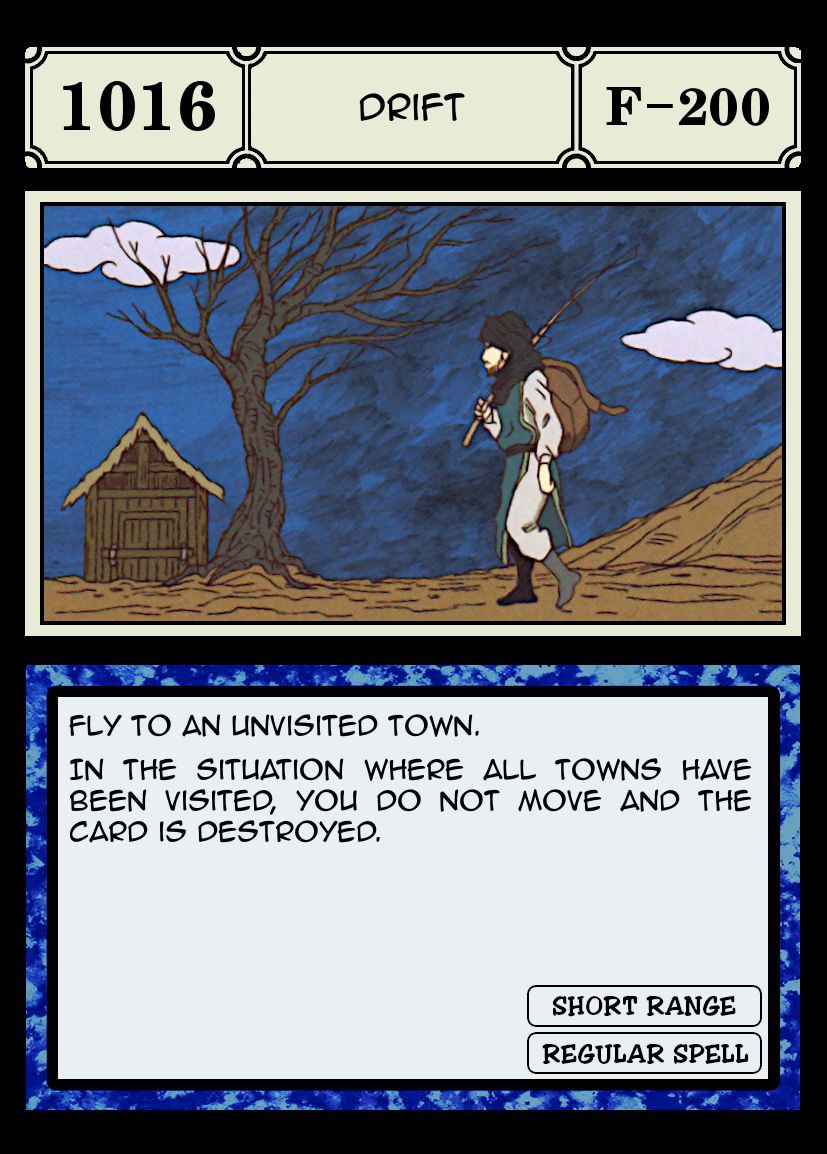 1016
DRIFT
F-200
FLY TO AN UNVISITED TOWN.
IN THE SITUATION WHERE ALL TOWNS HAVE
BEEN VISITED, YOU DO NOT MOVE AND THE
CARD IS DESTROYED.
SHORT RANGE
REGULAR SPELL